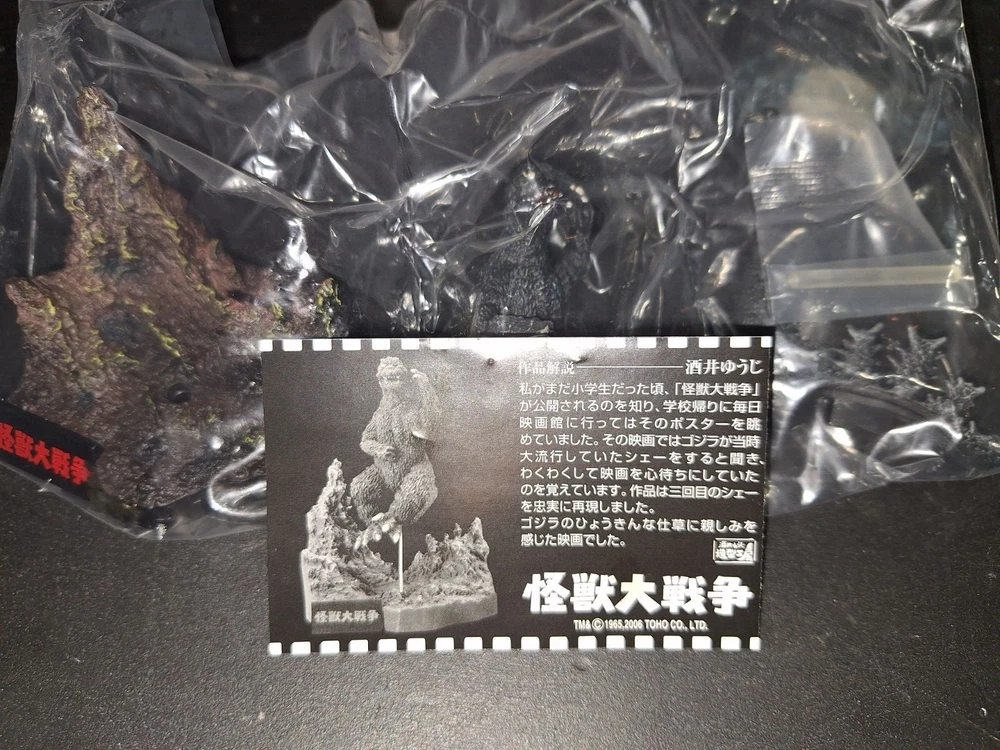 怪獣大戦争
作品解説―――酒井ゆうじ
私がまだ小学生だった頃、「怪獣大戦争」
が公開されるのを知り、学校帰りに毎日
映画館に行ってはそのポスターを眺
めていました。その映画ではゴジラが当時
大流行していたシェーをすると聞き、
わくわくして映画を心待ちにしていた
のを覚えています。作品は三回目のシェー
を忠実に再現しました。
ゴジラのひょうきんな仕草に親しみを
感じた映画でした。
怪獣大戦争
怪獣大戦争
TM&©1965,2006 TOHO CO., LTD.